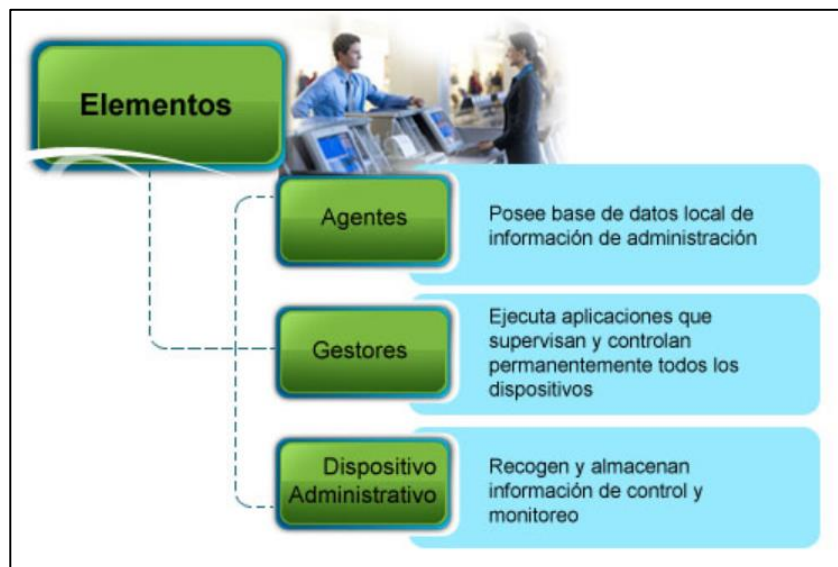 Elementos
Agentes
Posee base de datos local de
información de administración
Gestores
Ejecuta aplicaciones que
supervisan y controlan
permanentemente todos los
dispositivos
Dispositivo
Administrativo
Recogen y almacenan
información de control y
monitoreo